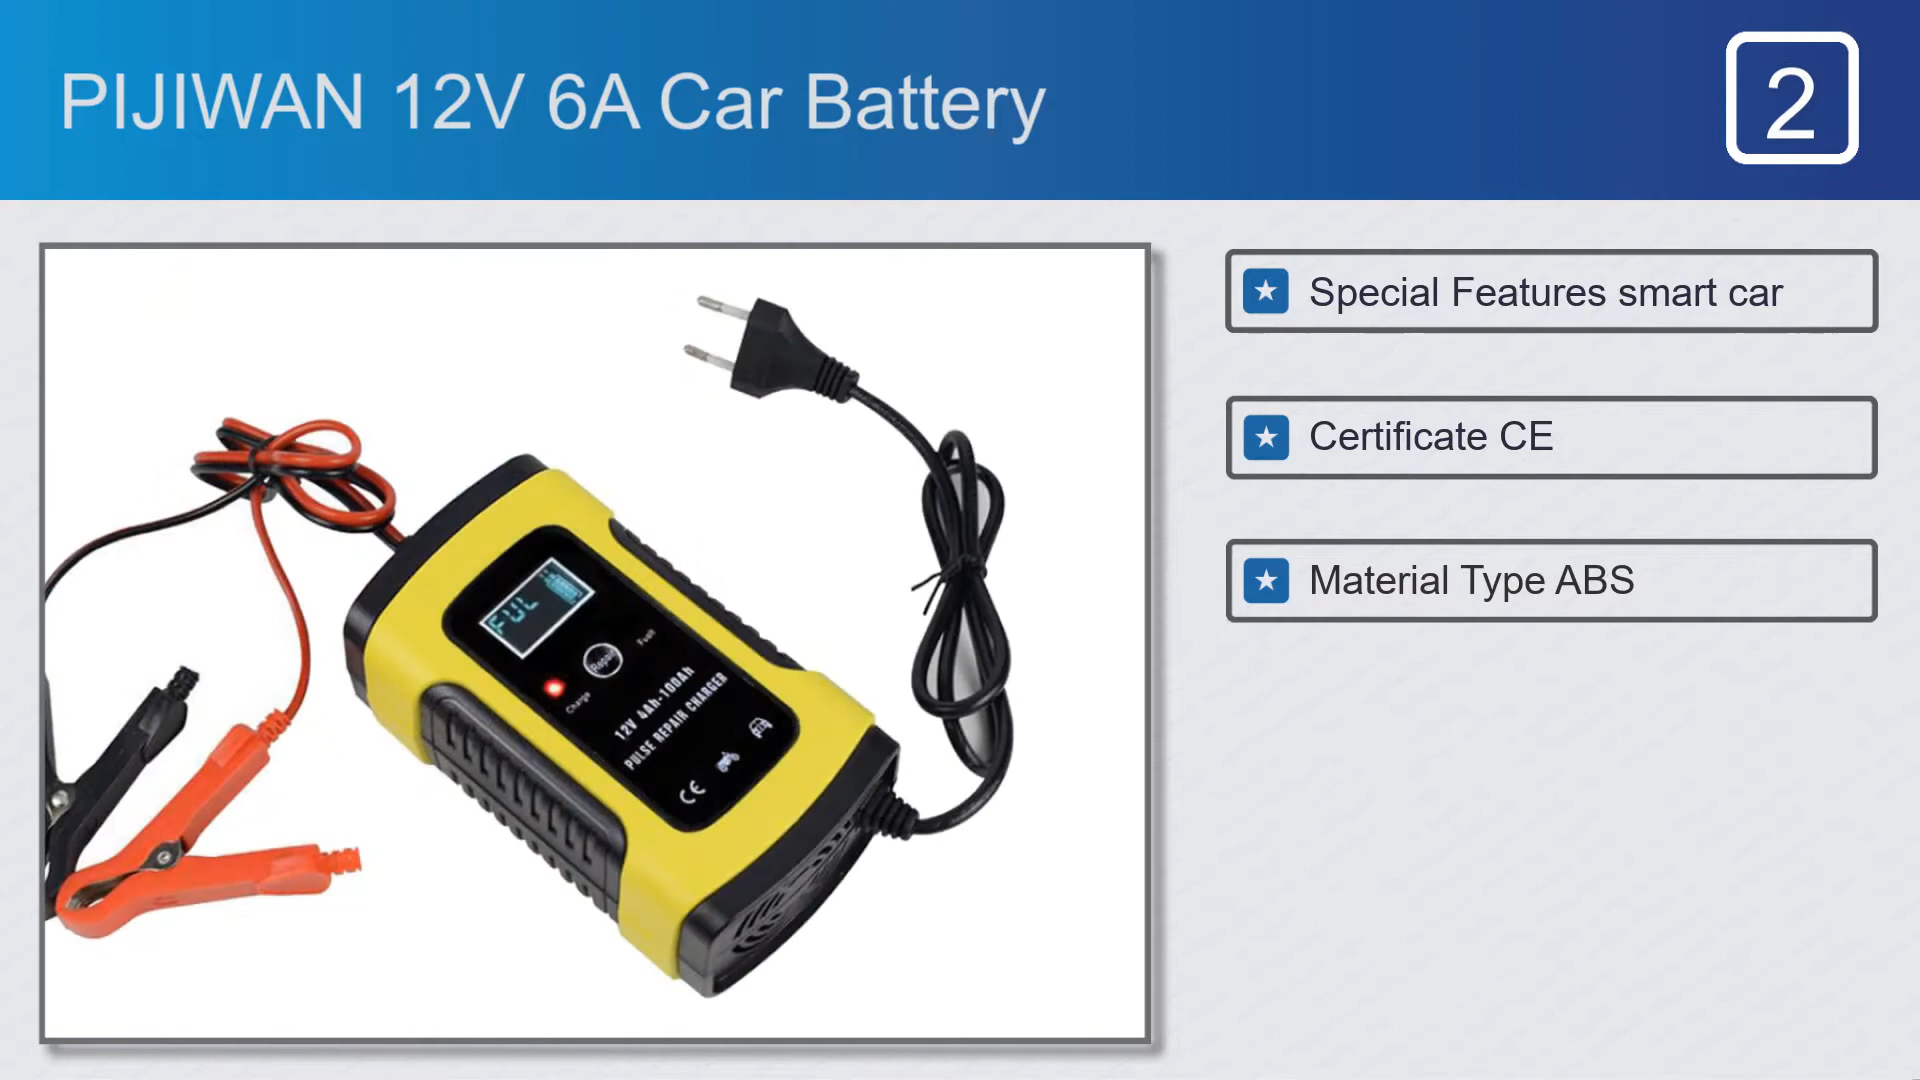 PIJIWAN 12V 6A Car Battery
2
Special Features smart car
Certificate CE
Material Type ABS
FUL
Repair
Full
Charge
12V 4Ah-100Ah
PULSE REPAIR CHARGER
CE